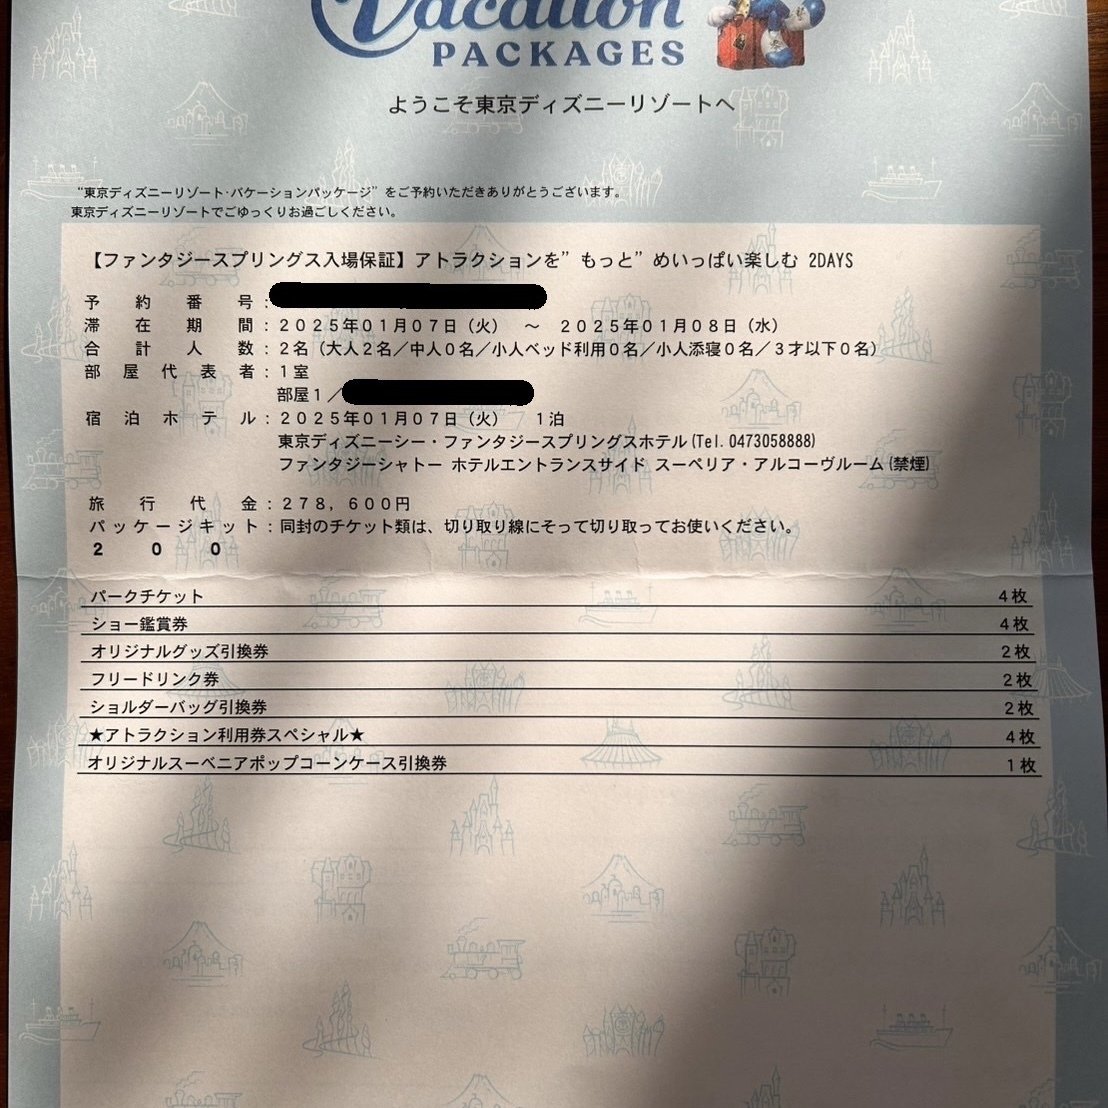 Vacation
PACKAGES
ようこそ東京ディズニーリゾートへ
“東京ディズニーリゾート・バケーションパッケージ”をご予約いただきありがとうございます。
東京ディズニーリゾートでごゆっくりお過ごしください。
【ファンタジースプリングス入場保証】アトラクションを”もっと”めいっぱい楽しむ 2DAYS
予約番号:
滞在期間:2025年01月07日(火) ~ 2025年01月08日(水)
合計人数:2名(大人2名/中人0名/小人ベッド利用0名/小人添寝0名/3才以下0名)
部屋代表者:1室
部屋1/
宿泊ホテル:2025年01月07日(火) 1泊
東京ディズニーシー・ファンタジースプリングスホテル(Tel. 0473058888)
ファンタジーシャトー ホテルエントランスサイド スーペリア・アルコーヴルーム(禁煙)
旅行代金:278,600円
パッケージキット:同封のチケット類は、切り取り線にそって切り取ってお使いください。
200
パークチケット 4枚
ショー鑑賞券 4枚
オリジナルグッズ引換券 2枚
フリードリンク券 2枚
ショルダーバッグ引換券 2枚
★アトラクション利用券スペシャル★ 4枚
オリジナルスーベニアポップコーンケース引換券 1枚